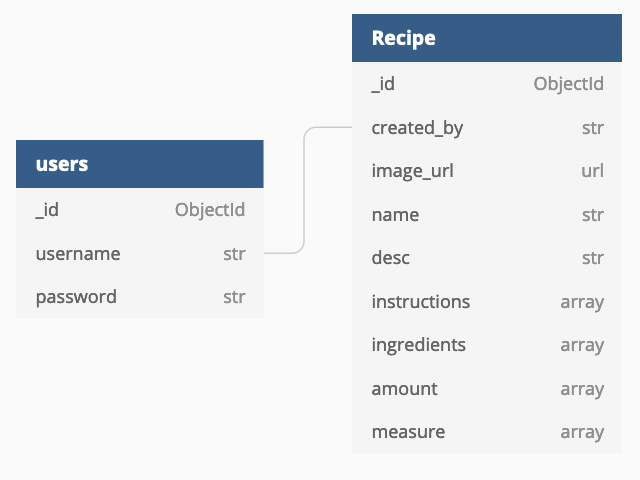 users
_id ObjectId
username str
password str
Recipe
_id ObjectId
created_by str
image_url url
name str
desc str
instructions array
ingredients array
amount array
measure array